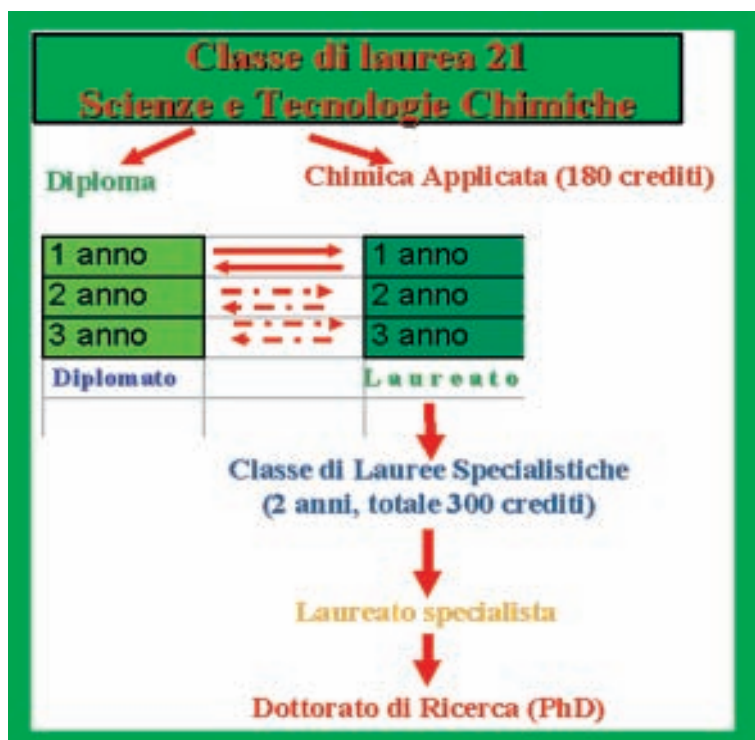 Classe di laurea 21
Scienze e Tecnologie Chimiche
Diploma
Chimica Applicata (180 crediti)
1 anno 1 anno
2 anno 2 anno
3 anno 3 anno
Diplomato Laureato
Classe di Lauree Specialistiche
(2 anni, totale 300 crediti)
Laureato specialista
Dottorato di Ricerca (PhD)